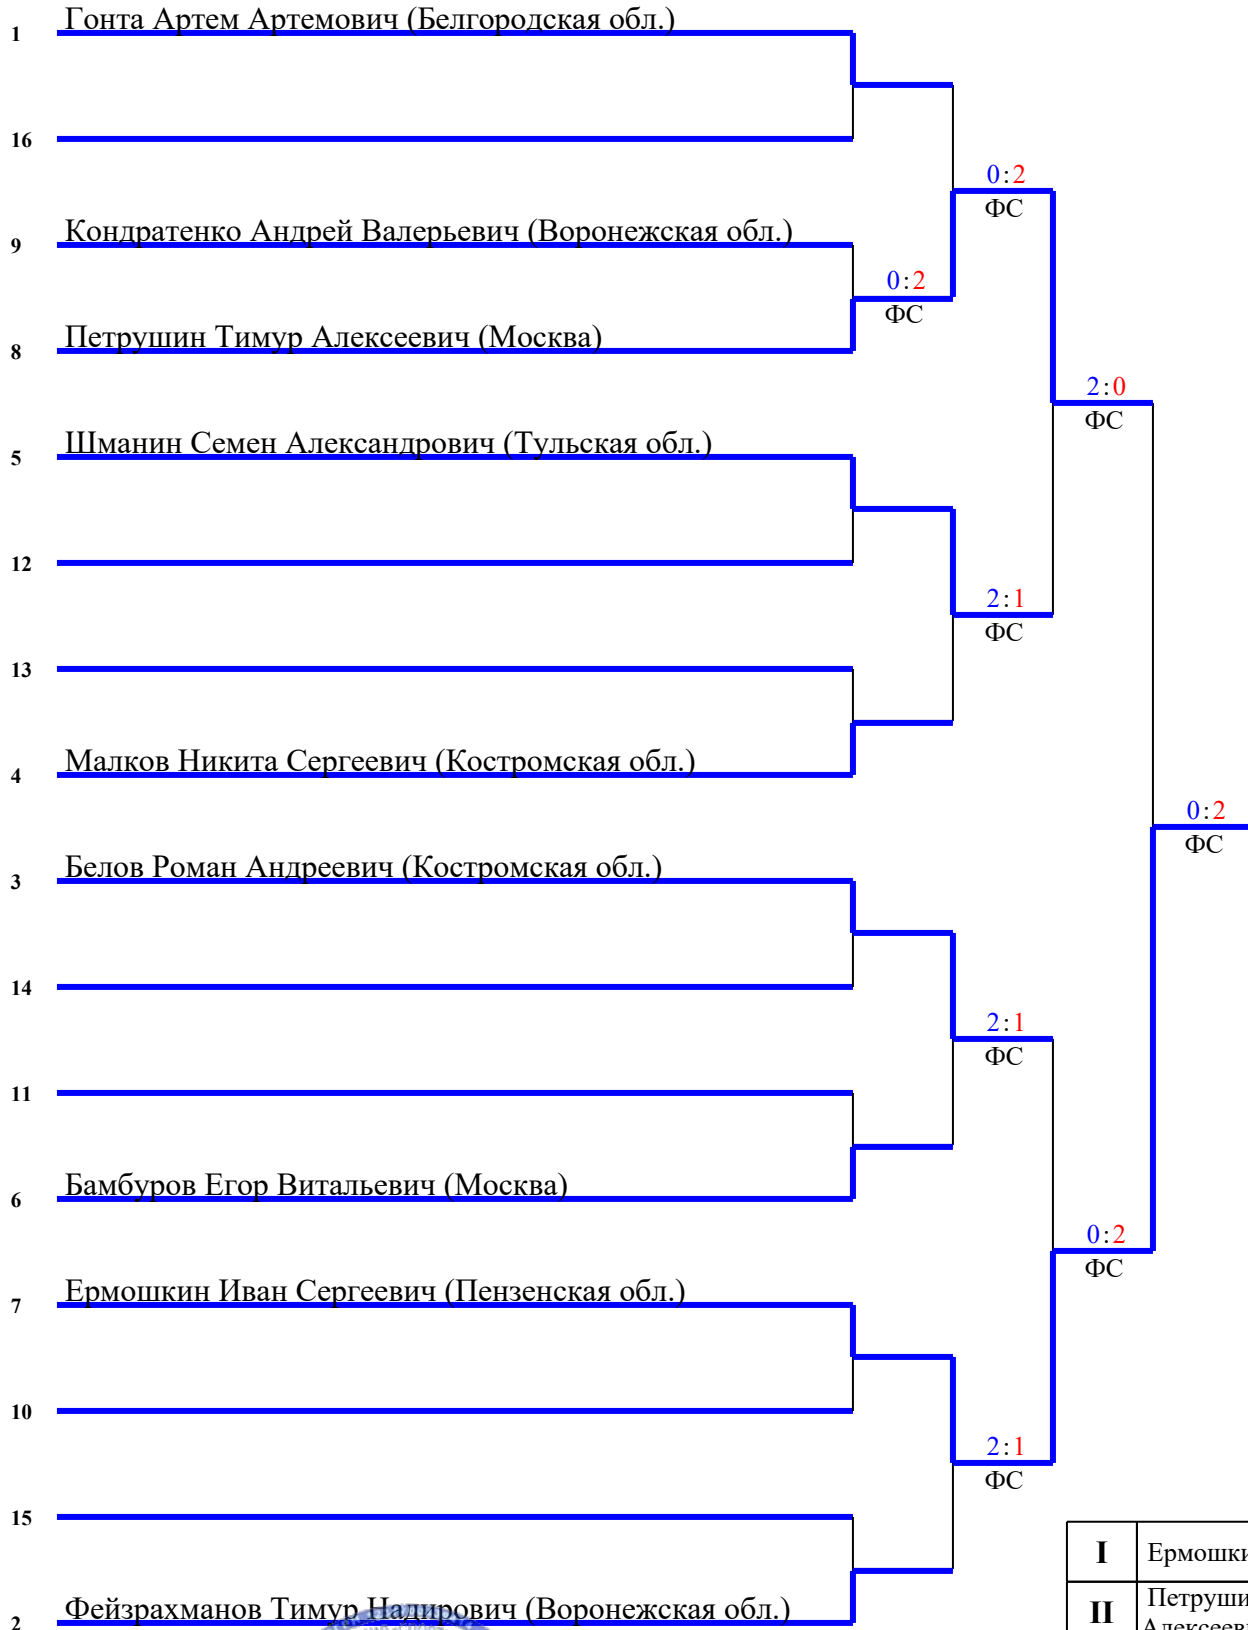 1 Гонта Артем Артемович (Белгородская обл.)
16
0:2
ФС
9 Кондратенко Андрей Валерьевич (Воронежская обл.)
0:2
ФС
8 Петрушин Тимур Алексеевич (Москва)
2:0
ФС
5 Шманин Семен Александрович (Тульская обл.)
12
2:1
ФС
13
4 Малков Никита Сергеевич (Костромская обл.)
0:2
ФС
3 Белов Роман Андреевич (Костромская обл.)
14
2:1
ФС
11
6 Бамбуров Егор Витальевич (Москва)
0:2
ФС
7 Ермошкин Иван Сергеевич (Пензенская обл.)
10
2:1
ФС
15
I Ермошки
II Петруши
Алексеев
2 Фейзрахманов Тимур Надирович (Воронежская обл.)